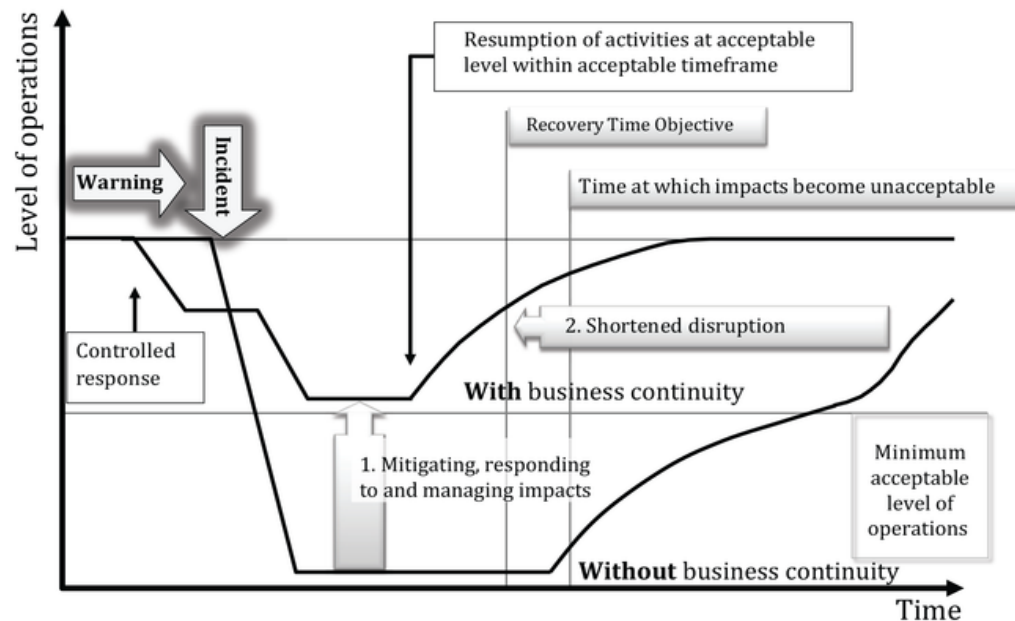 Level of operations
Resumption of activities at acceptable
level within acceptable timeframe
Recovery Time Objective
Warning
Incident
Time at which impacts become unacceptable
Controlled
response
2. Shortened disruption
With business continuity
1. Mitigating, responding
to and managing impacts
Minimum
acceptable
level of
operations
Without business continuity
Time